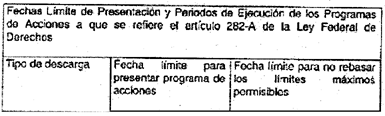 Fechas Límite de Presentación y Periodos de Ejecución de los Programas
de Acciones a que se refiere el artículo 282-A de la Ley Federal de
Derechos
Tipo de descarga
Fecha límite para
presentar programa de
acciones
Fecha límite para no rebasar
los límites máximos
permisibles